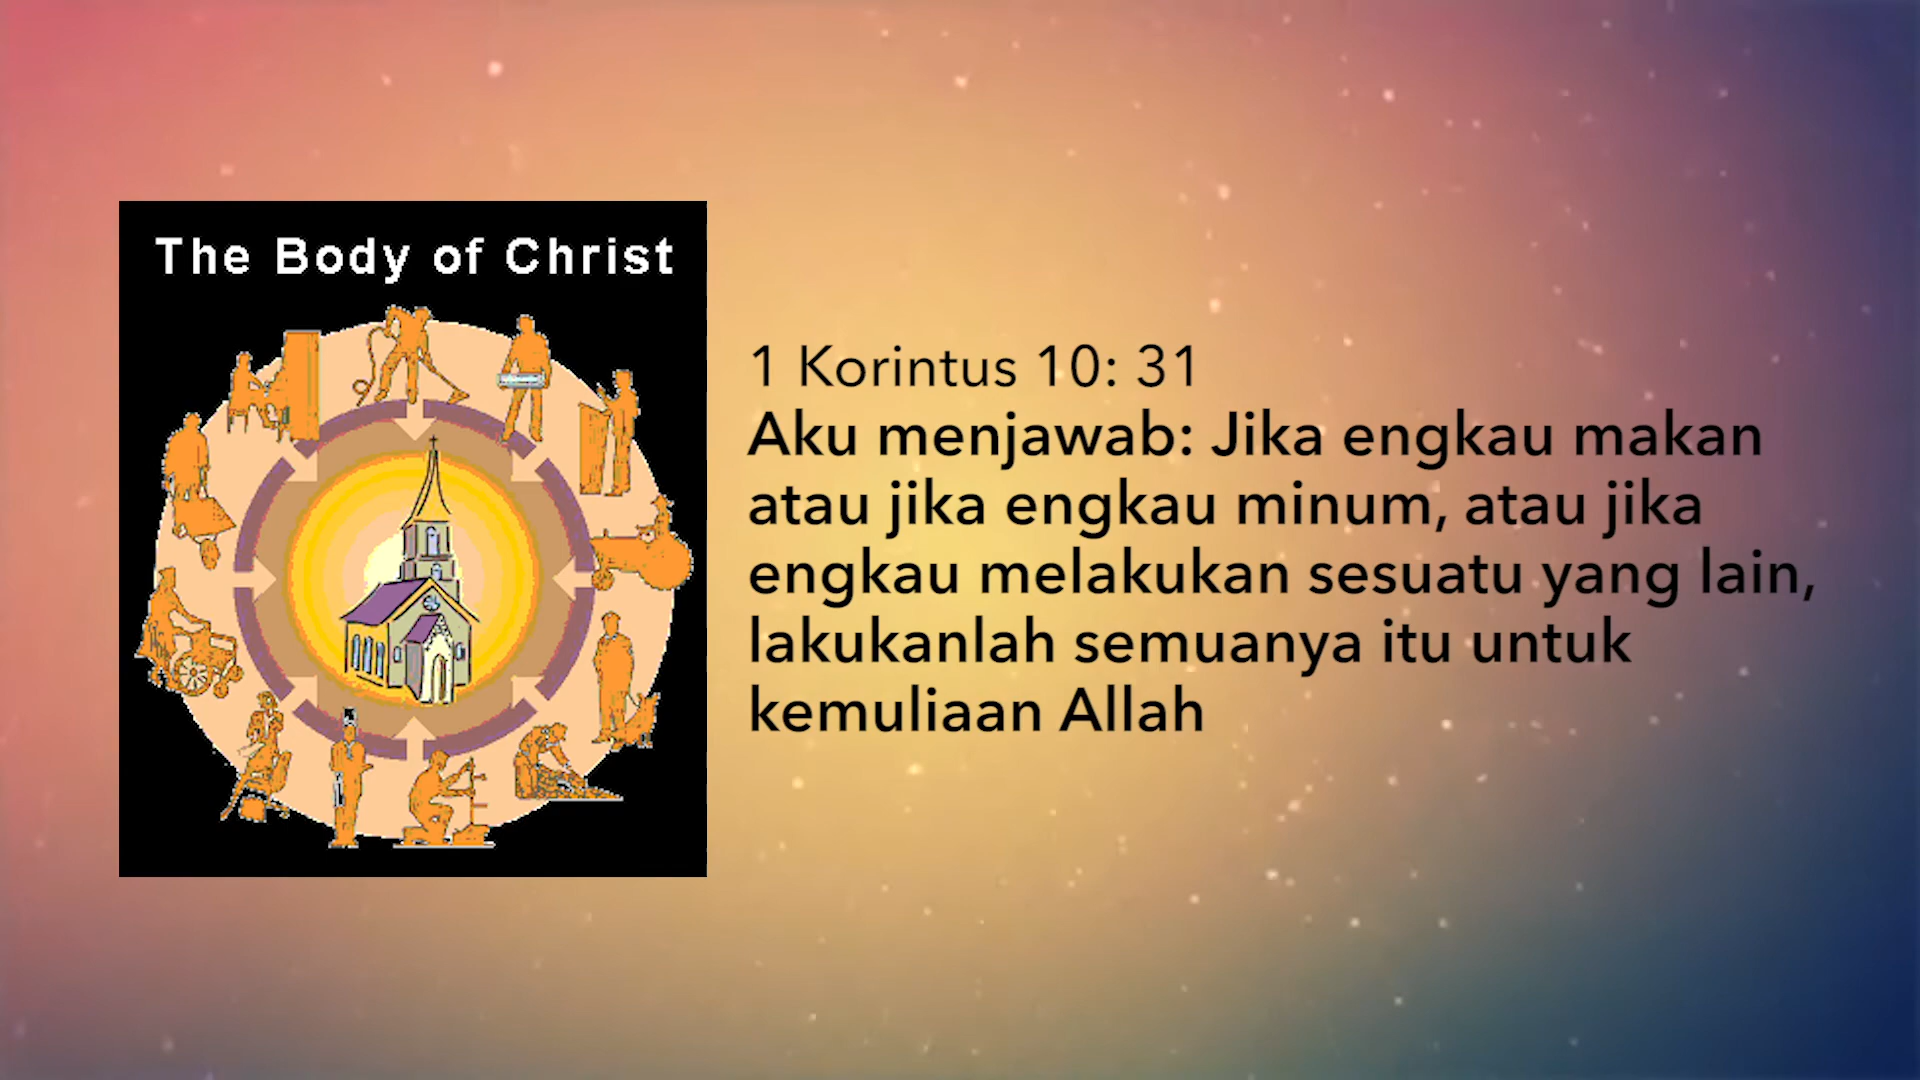 The Body of Christ
1 Korintus 10: 31
Aku menjawab: Jika engkau makan
atau jika engkau minum, atau jika
engkau melakukan sesuatu yang lain,
lakukanlah semuanya itu untuk
kemuliaan Allah